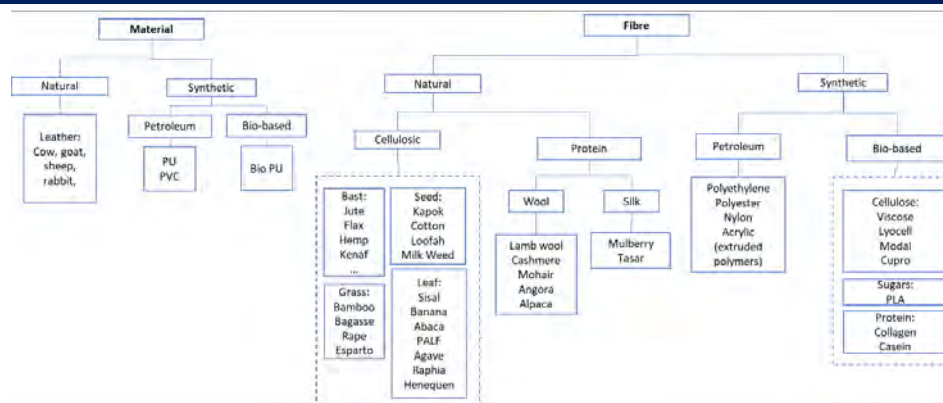 Material
Natural
Synthetic
Leather:
Cow, goat,
sheep,
rabbit,
Petroleum
Bio-based
PU
PVC
Bio PU
Fibre
Natural
Synthetic
Cellulosic
Protein
Petroleum
Bio-based
Bast:
Jute
Flax
Hemp
Kenaf
...
Seed:
Kapok
Cotton
Loofah
Milk Weed
Grass:
Bamboo
Bagasse
Rape
Esparto
Leaf:
Sisal
Banana
Abaca
PALF
Agave
Raphia
Henequen
Wool
Silk
Lamb wool
Cashmere
Mohair
Angora
Alpaca
Mulberry
Tasar
Polyethylene
Polyester
Nylon
Acrylic
(extruded
polymers)
Cellulose:
Viscose
Lyocell
Modal
Cupro
Sugars:
PLA
Protein:
Collagen
Casein